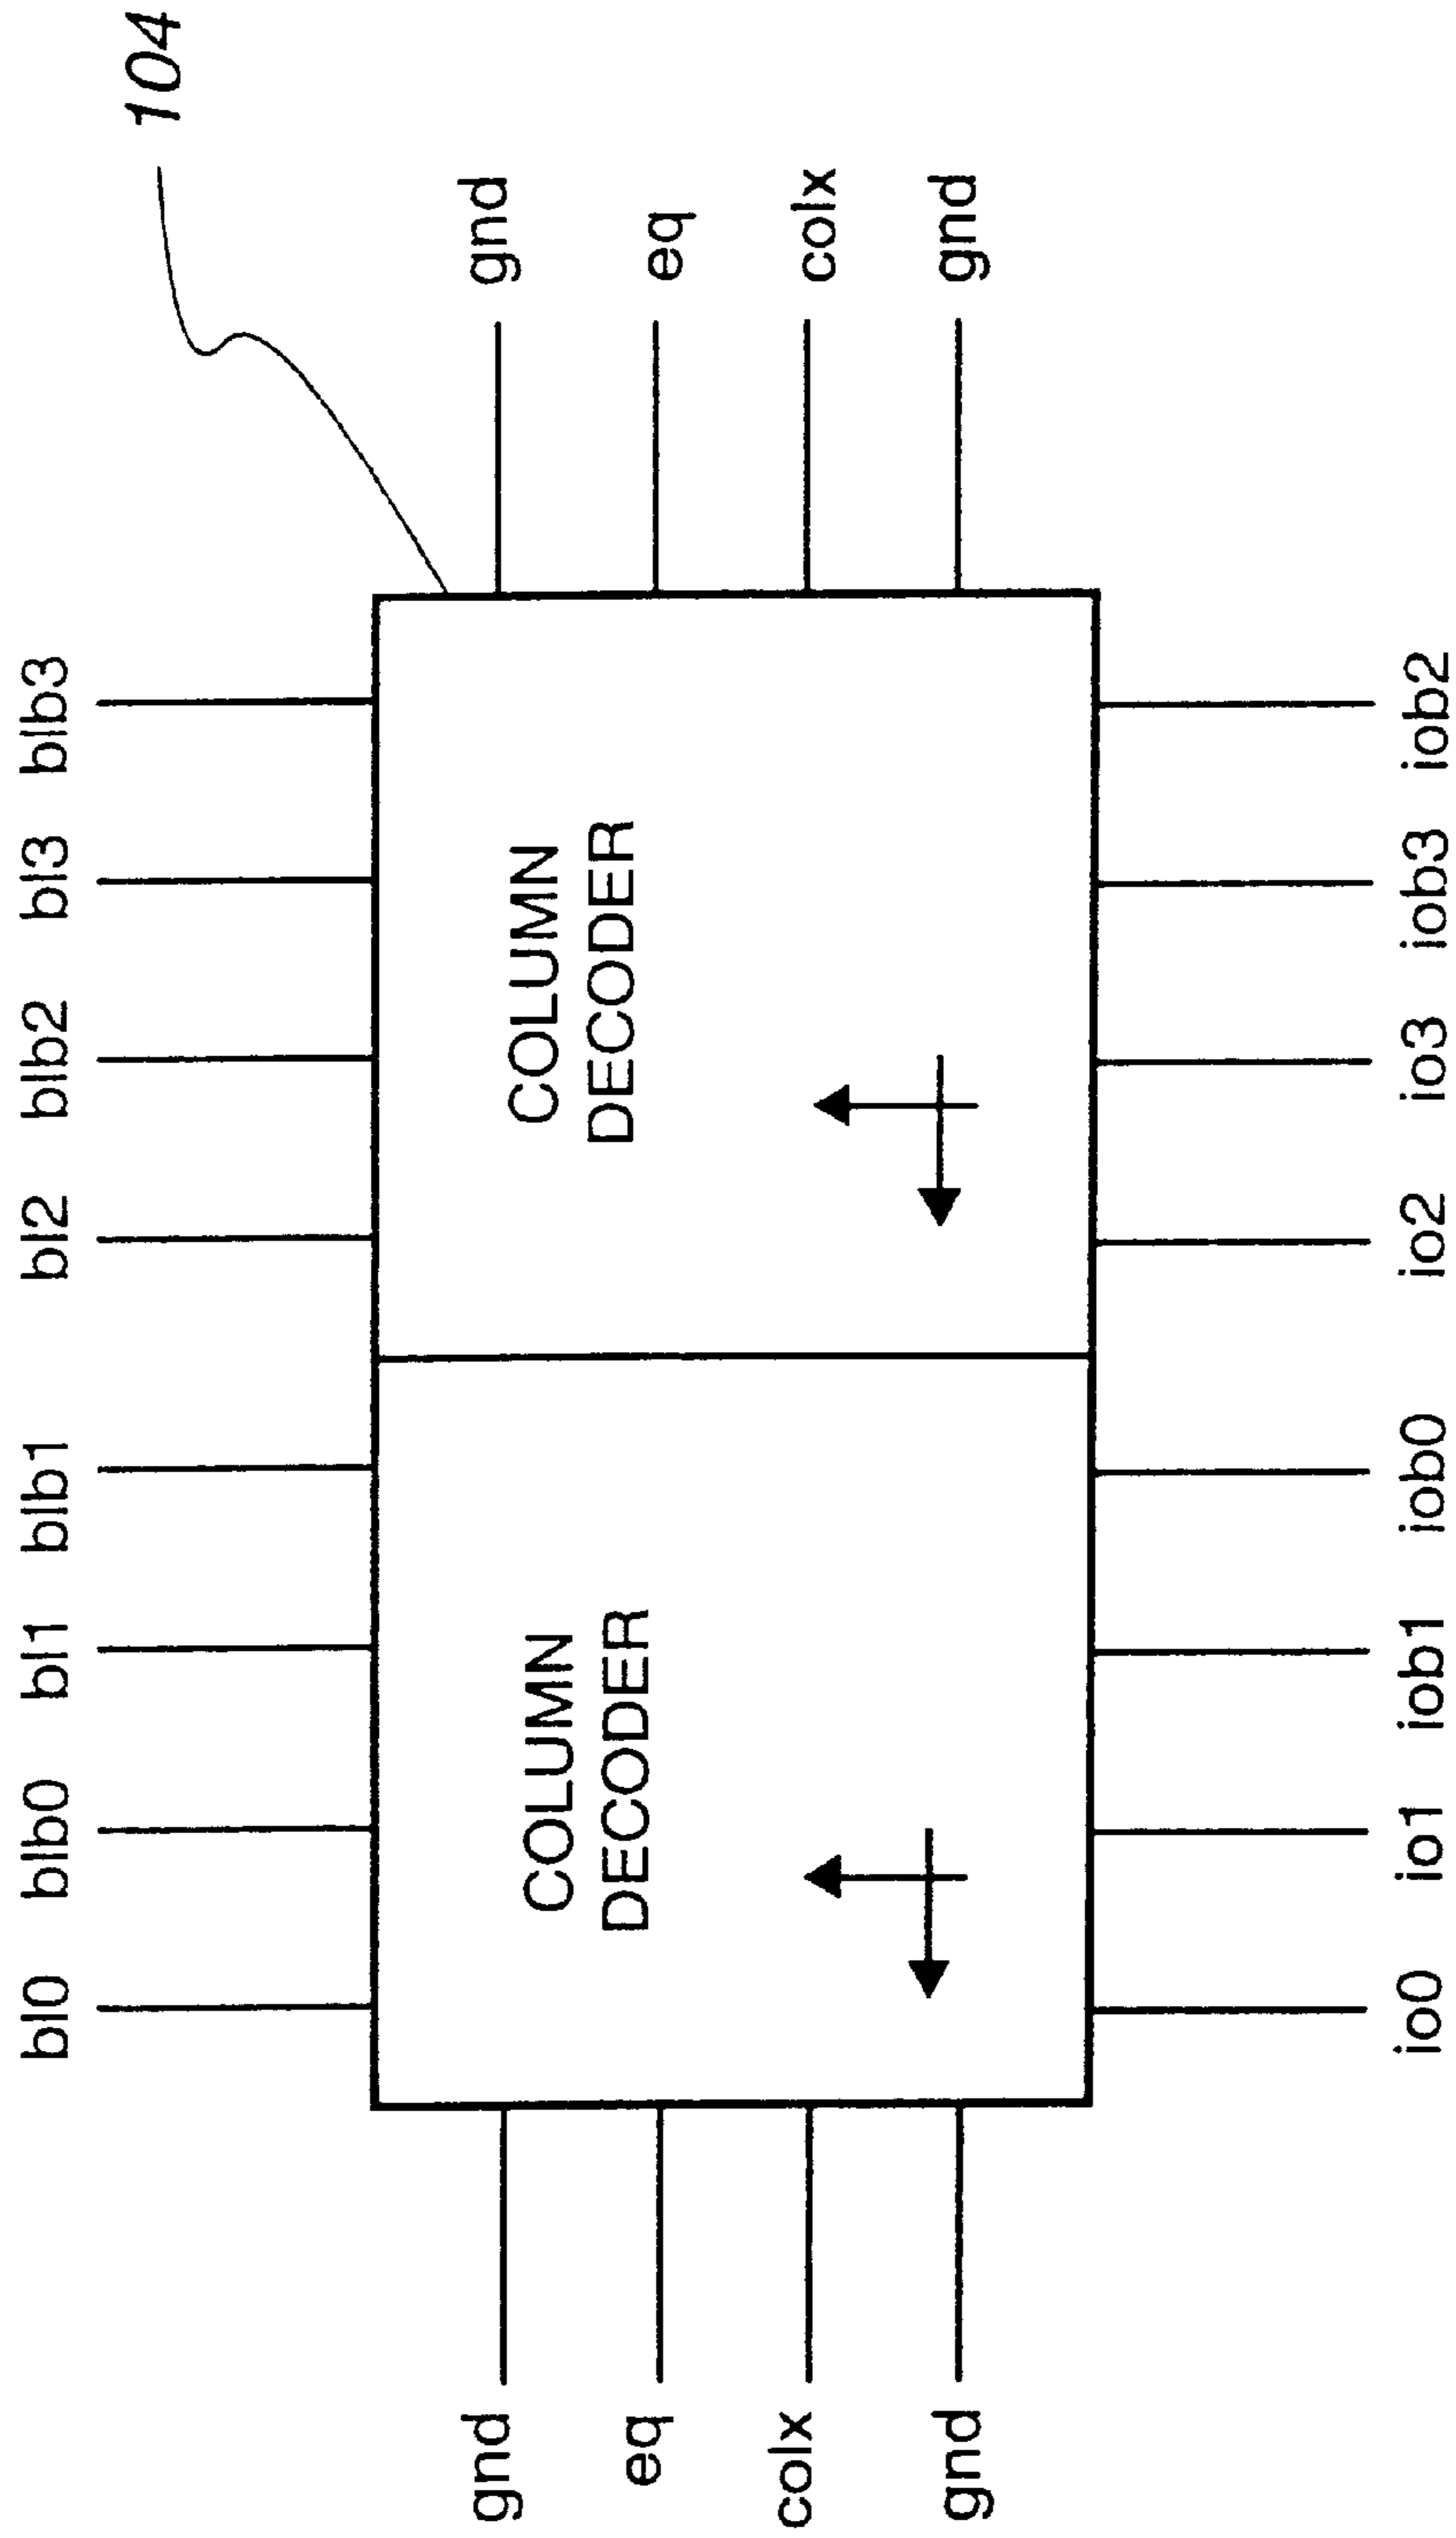 104
bl0 blb0 bl1 blb1 bl2 blb2 bl3 blb3
gnd gnd
eq eq
colx colx
gnd gnd
COLUMN COLUMN
DECODER DECODER
io0 io1 iob1 iob0 io2 io3 iob3 iob2